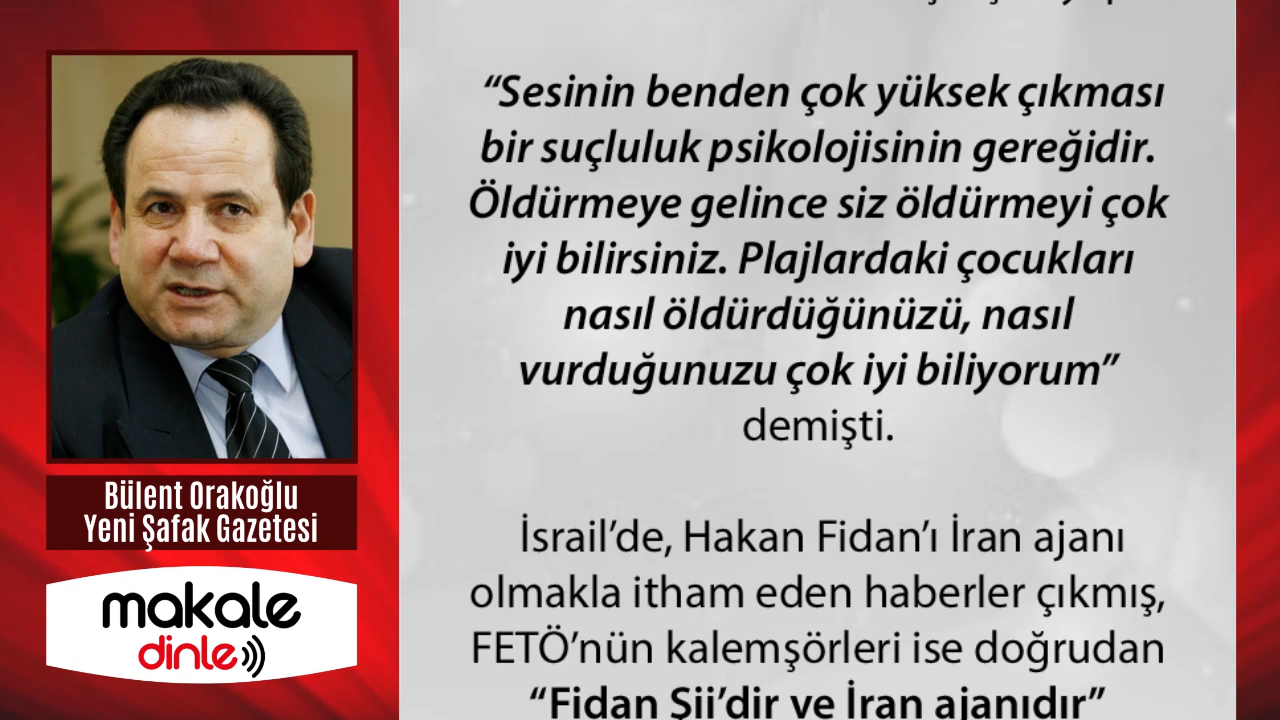 “Sesinin benden çok yüksek çıkması
bir suçluluk psikolojisinin gereğidir.
Öldürmeye gelince siz öldürmeyi çok
iyi bilirsiniz. Plajlardaki çocukları
nasıl öldürdüğünüzü, nasıl
vurduğunuzu çok iyi biliyorum”
demişti.
İsrail’de, Hakan Fidan’ı İran ajanı
olmakla itham eden haberler çıkmış,
FETÖ’nün kalemşörleri ise doğrudan
“Fidan Şii’dir ve İran ajanıdır”
Bülent Orakoğlu
Yeni Şafak Gazetesi
makale
dinle